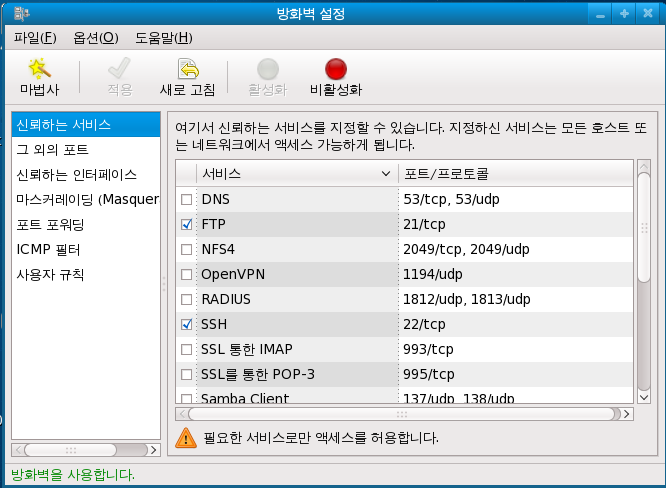 방화벽 설정
파일(F) 옵션(O) 도움말(H)
마법사 적용 새로 고침 활성화 비활성화
신뢰하는 서비스
그 외의 포트
신뢰하는 인터페이스
마스커레이딩 (Masquer
포트 포워딩
ICMP 필터
사용자 규칙
여기서 신뢰하는 서비스를 지정할 수 있습니다. 지정하신 서비스는 모든 호스트 또
는 네트워크에서 액세스 가능하게 됩니다.
서비스 포트/프로토콜
DNS 53/tcp, 53/udp
FTP 21/tcp
NFS4 2049/tcp, 2049/udp
OpenVPN 1194/udp
RADIUS 1812/udp, 1813/udp
SSH 22/tcp
SSL 통한 IMAP 993/tcp
SSL를 통한 POP-3 995/tcp
Samba Client 137/udp, 138/udp
필요한 서비스로만 액세스를 허용합니다.
방화벽을 사용합니다.